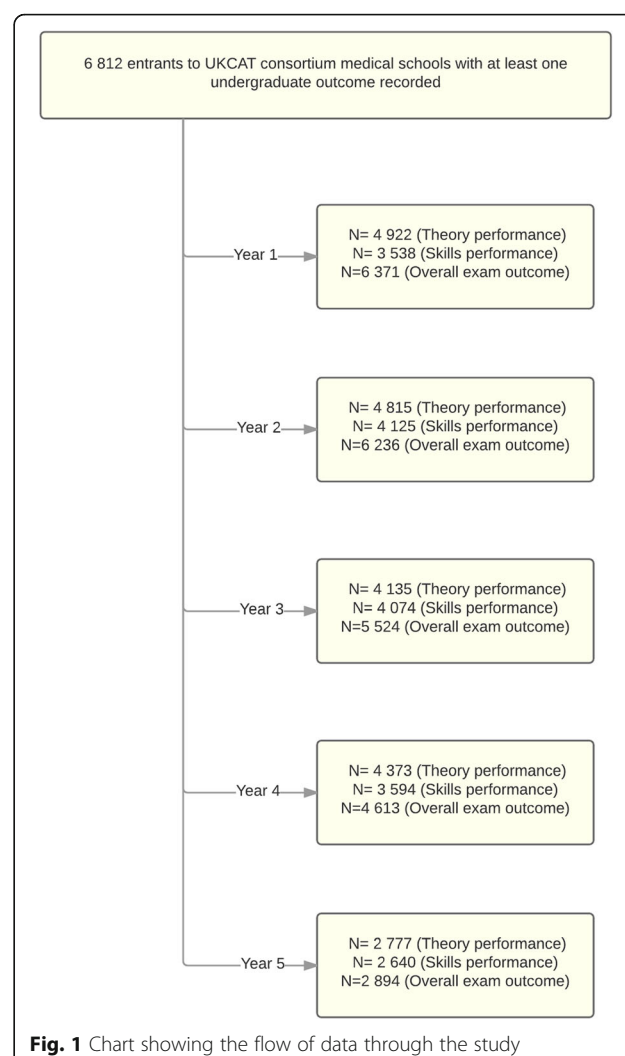 6 812 entrants to UKCAT consortium medical schools with at least one
undergraduate outcome recorded
Year 1
N= 4 922 (Theory performance)
N= 3 538 (Skills performance)
N=6 371 (Overall exam outcome)
Year 2
N= 4 815 (Theory performance)
N= 4 125 (Skills performance)
N=6 236 (Overall exam outcome)
Year 3
N= 4 135 (Theory performance)
N= 4 074 (Skills performance)
N=5 524 (Overall exam outcome)
Year 4
N= 4 373 (Theory performance)
N= 3 594 (Skills performance)
N=4 613 (Overall exam outcome)
Year 5
N= 2 777 (Theory performance)
N= 2 640 (Skills performance)
N=2 894 (Overall exam outcome)
Fig. 1 Chart showing the flow of data through the study